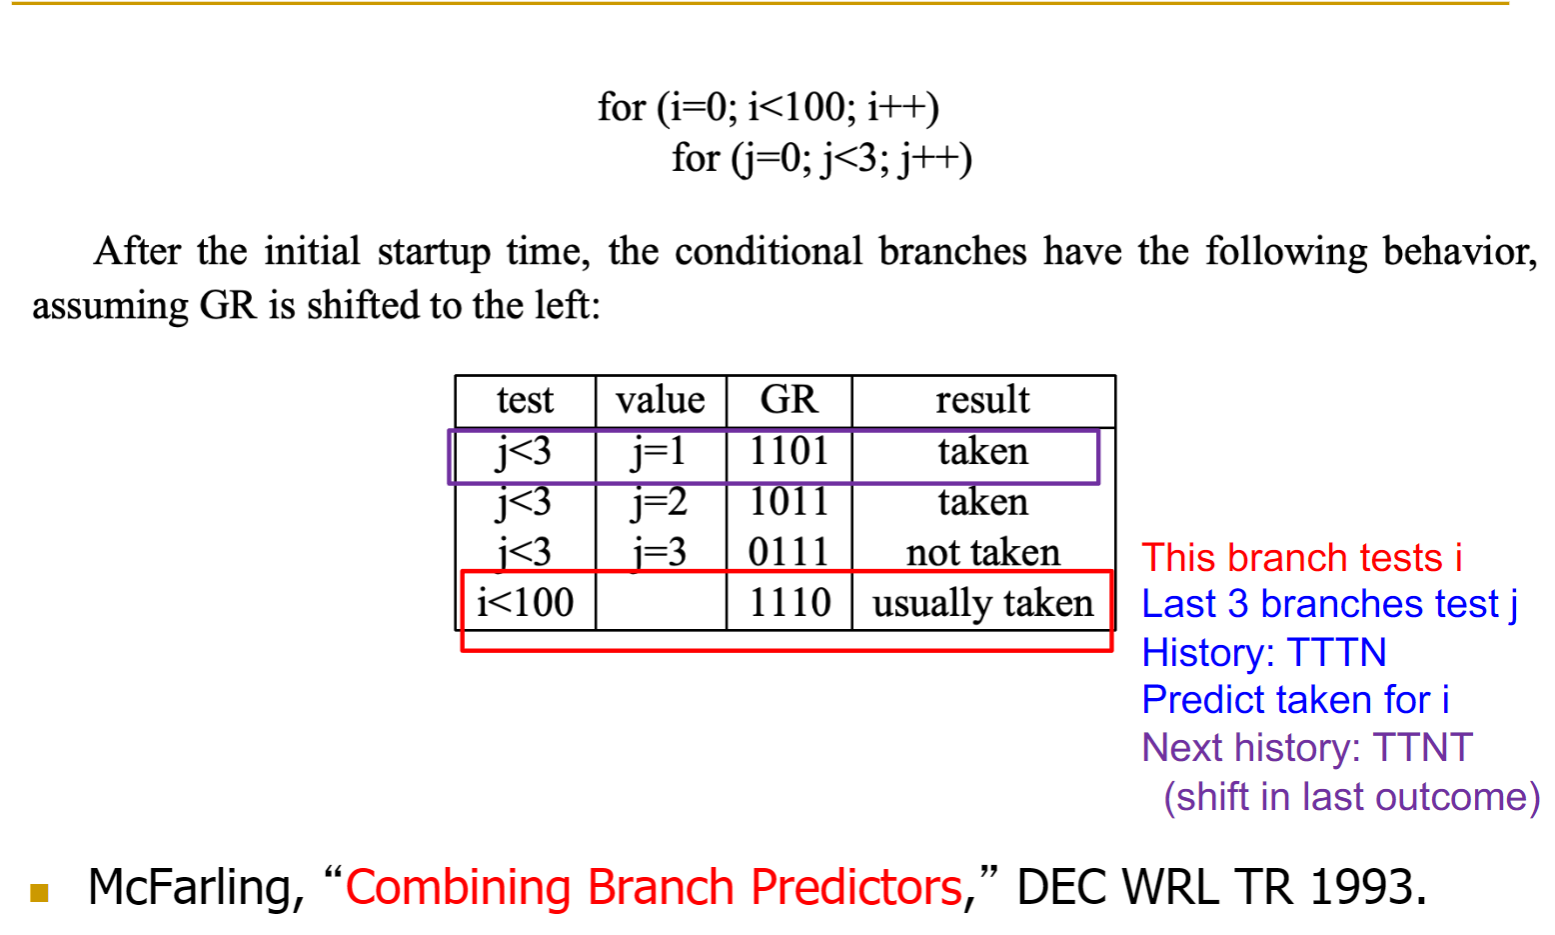 for (i=0; i<100; i++)
for (j=0; j<3; j++)
After the initial startup time, the conditional branches have the following behavior,
assuming GR is shifted to the left:
test value GR result
j<3 j=1 1101 taken
j<3 j=2 1011 taken
j<3 j=3 0111 not taken
i<100 1110 usually taken
This branch tests i
Last 3 branches test j
History: TTTN
Predict taken for i
Next history: TTNT
(shift in last outcome)
McFarling, “Combining Branch Predictors,” DEC WRL TR 1993.